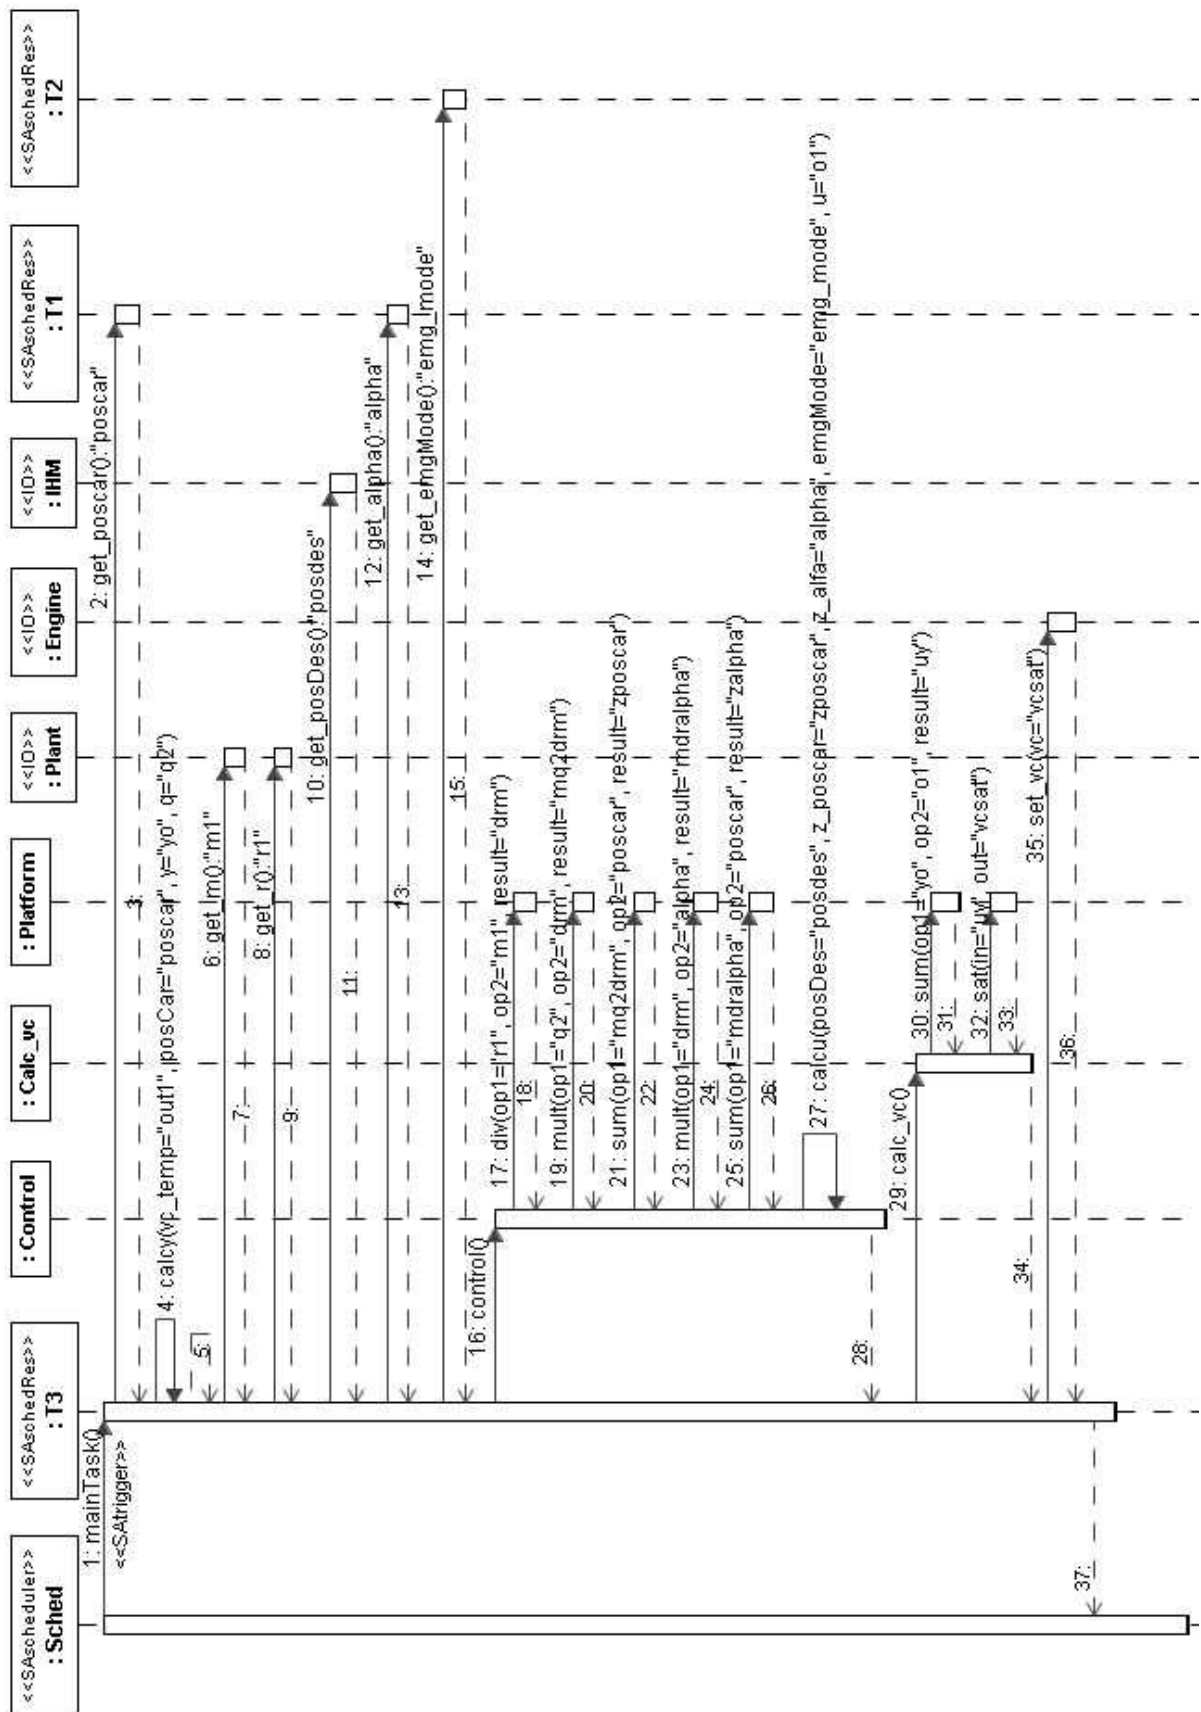 <<SAscheduler>>
: Sched
<<SAschedRes>>
: T3
: Control
: Calc_vc
: Platform
<<IO>>
: Plant
<<IO>>
: Engine
<<IO>>
: IHM
<<SAschedRes>>
: T1
<<SAschedRes>>
: T2
1: mainTask()
<<SAtrigger>>
2: get_poscar():"poscar"
3:
4: calcy(vp_temp="out1", posCar="poscar", y="yo", q="q2")
5:
6: get_m():"m1"
7:
8: get_r():"r1"
9:
10: get_posDes():"posdes"
11:
12: get_alpha():"alpha"
13:
14: get_emgMode():"emg_mode"
15:
16: control()
17: div(op1="r1", op2="m1", result="drm")
18:
19: mult(op1="q2", op2="drm", result="mq2drm")
20:
21: sum(op1="mq2drm", op2="poscar", result="zposcar")
22:
23: mult(op1="drm", op2="alpha", result="mdralpha")
24:
25: sum(op1="mdralpha", op2="poscar", result="zalpha")
26:
27: calcu(posDes="posdes", z_poscar="zposcar", z_alfa="alpha", emgMode="emg_mode", u="o1")
28:
29: calc_vc()
30: sum(op1="yo", op2="o1", result="uy")
31:
32: sat(in="uy", out="vcsat")
33:
34:
35: set_vc(vc="vcsat")
36:
37: